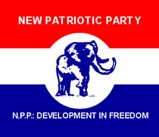 NEW PATRIOTIC PARTY
N.P.P.: DEVELOPMENT IN FREEDOM